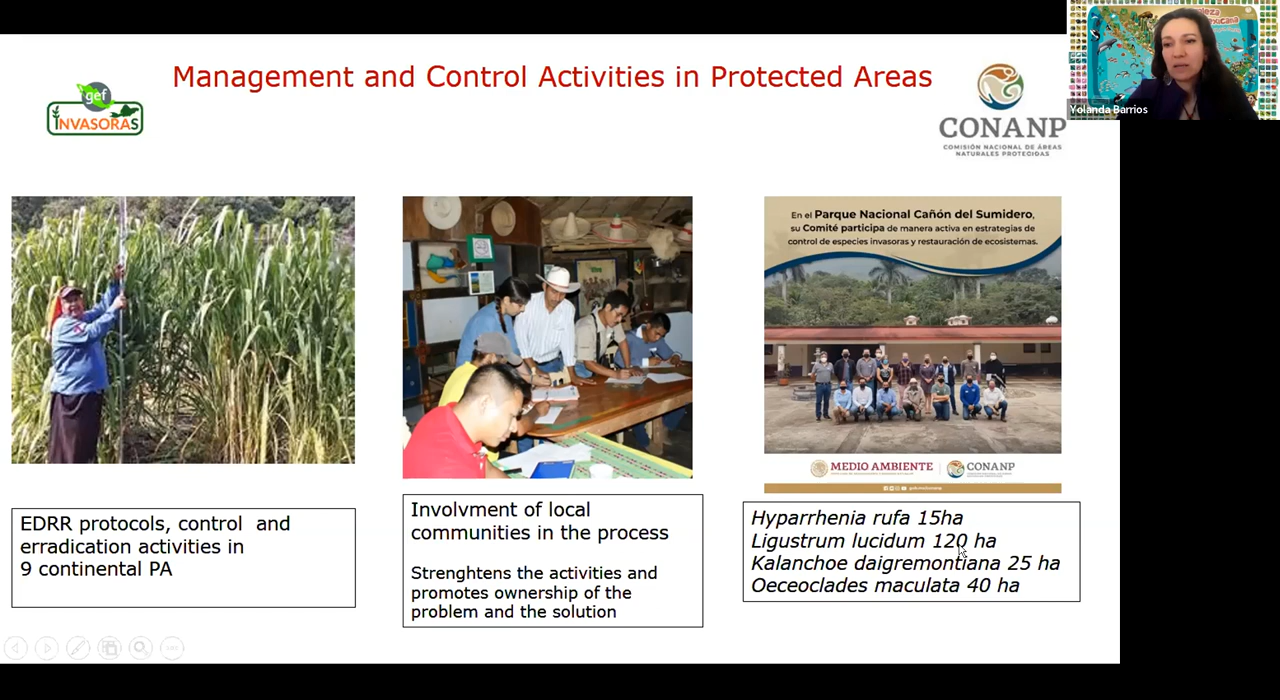 Management and Control Activities in Protected Areas
gef
INVASORAS
CONANP
COMISIÓN NACIONAL DE ÁREAS
NATURALES PROTEGIDAS
Yolanda Barrios
En el Parque Nacional Cañón del Sumidero,
su Comité participa de manera activa en estrategias de
control de especies invasoras y restauración de ecosistemas.
MEDIO AMBIENTE
CONANP
EDRR protocols, control and
erradication activities in
9 continental PA
Involvment of local
communities in the process
Strenghtens the activities and
promotes ownership of the
problem and the solution
Hyparrhenia rufa 15ha
Ligustrum lucidum 120 ha
Kalanchoe daigremontiana 25 ha
Oeceoclades maculata 40 ha